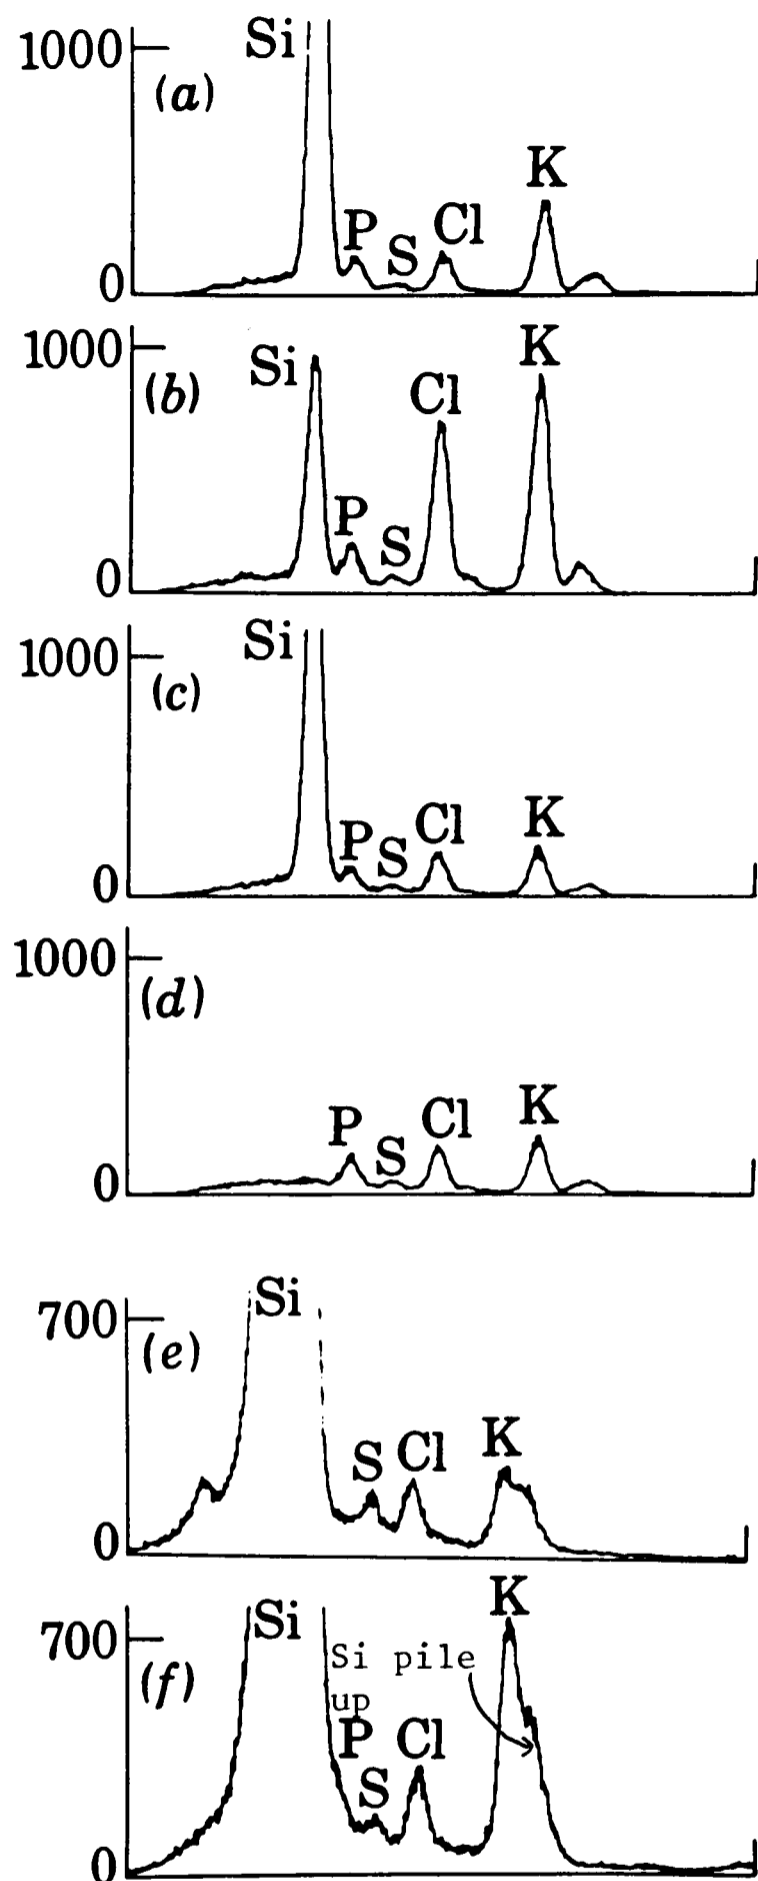 1000 Si
(a)
K
P S Cl
0
1000 Si K
(b) Cl
P S
0
1000 Si
(c)
P S Cl K
0
1000
(d)
P S Cl K
0
700 Si
(e)
S Cl K
0
K
700 Si
Si pile
up
(f)
P Cl
S
0